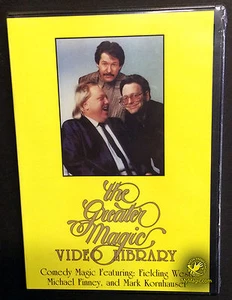 the
Greater
Magic
VIDEO LIBRARY
Comedy Magic Featuring: Fielding West,
Michael Finney, and Mark Kornhauser